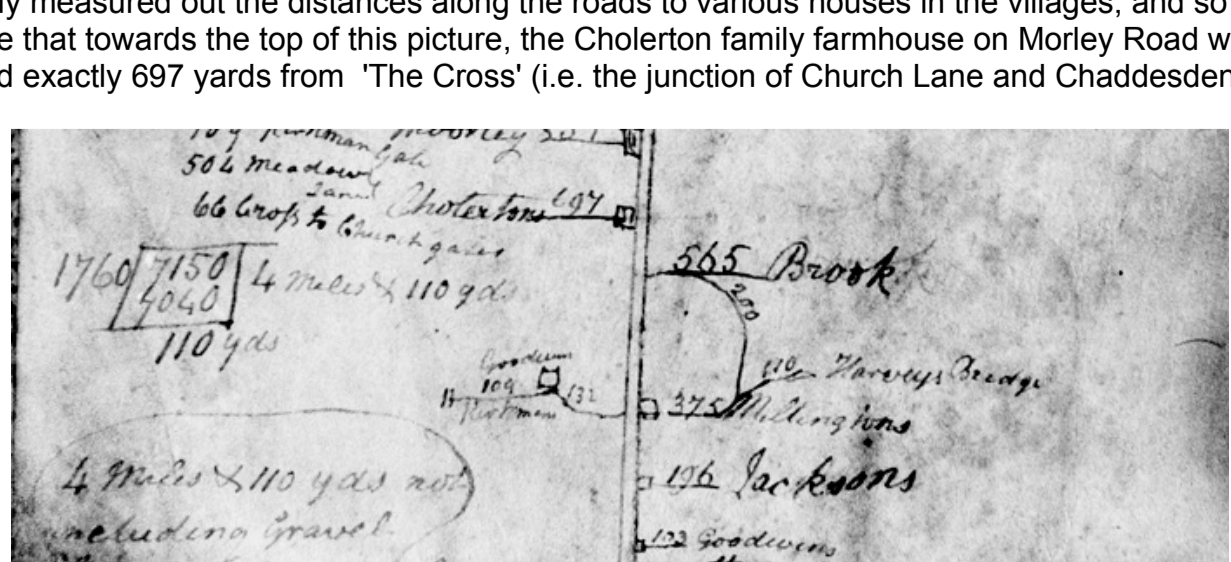 ly measured out the distances along the roads to various houses in the villages, and so
e that towards the top of this picture, the Cholerton family farmhouse on Morley Road w
d exactly 697 yards from 'The Cross' (i.e. the junction of Church Lane and Chaddesden
504 Meadow
Lane
Cholertons 697
66 Cross to Church gates
1760 7150 4 Miles & 110 yds
4040
110 yds
565 Brook
200
Goodwin
109
132
110 Harveys Bridge
375 Millingtons
4 Miles & 110 yds not
including Gravel
196 Jacksons
Goodwins